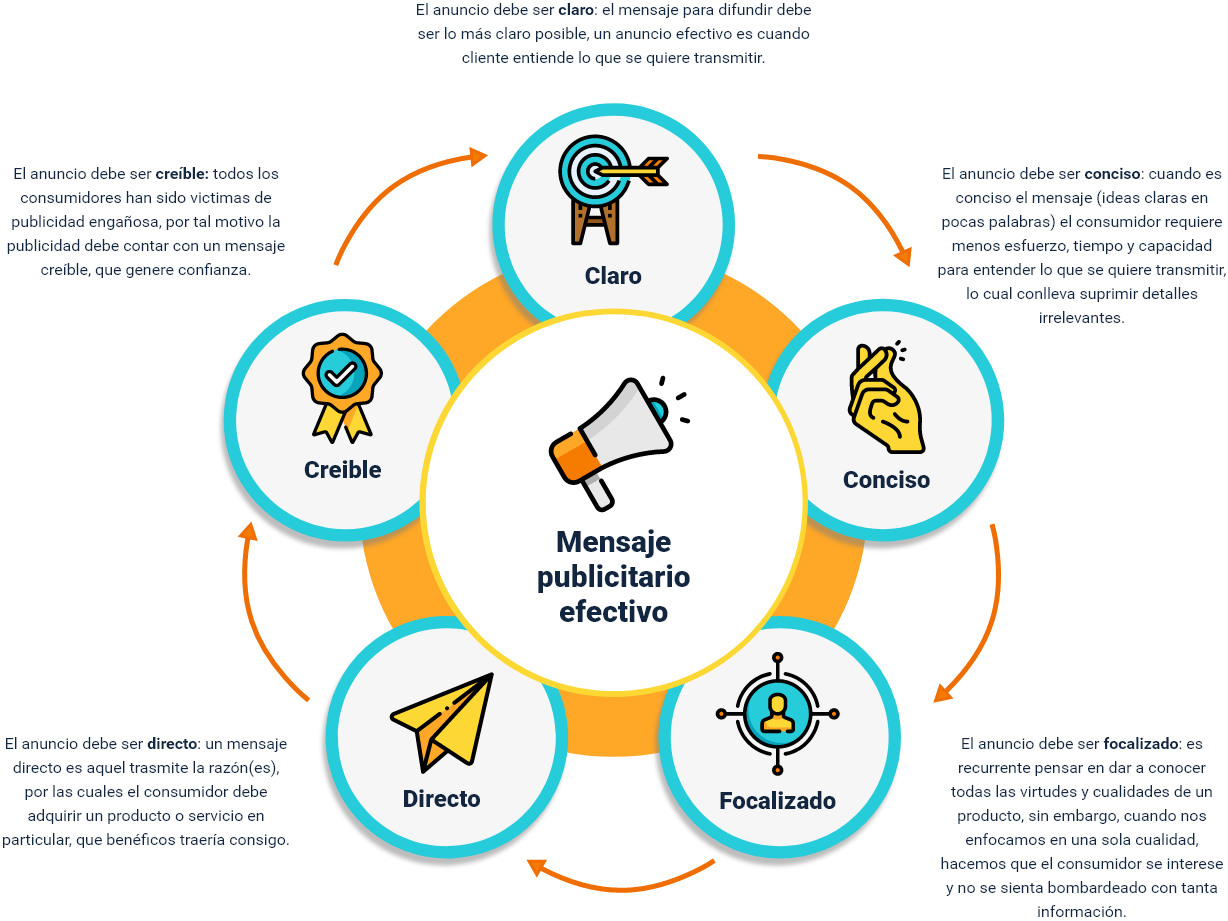 El anuncio debe ser claro: el mensaje para difundir debe
ser lo más claro posible, un anuncio efectivo es cuando
cliente entiende lo que se quiere transmitir.
El anuncio debe ser creíble: todos los
consumidores han sido victimas de
publicidad engañosa, por tal motivo la
publicidad debe contar con un mensaje
creíble, que genere confianza.
El anuncio debe ser conciso: cuando es
conciso el mensaje (ideas claras en
pocas palabras) el consumidor requiere
menos esfuerzo, tiempo y capacidad
para entender lo que se quiere transmitir,
lo cual conlleva suprimir detalles
irrelevantes.
Claro
Creible
Conciso
Mensaje
publicitario
efectivo
Directo
Focalizado
El anuncio debe ser directo: un mensaje
directo es aquel trasmite la razón(es),
por las cuales el consumidor debe
adquirir un producto o servicio en
particular, que benéficos traería consigo.
El anuncio debe ser focalizado: es
recurrente pensar en dar a conocer
todas las virtudes y cualidades de un
producto, sin embargo, cuando nos
enfocamos en una sola cualidad,
hacemos que el consumidor se interese
y no se sienta bombardeado con tanta
información.